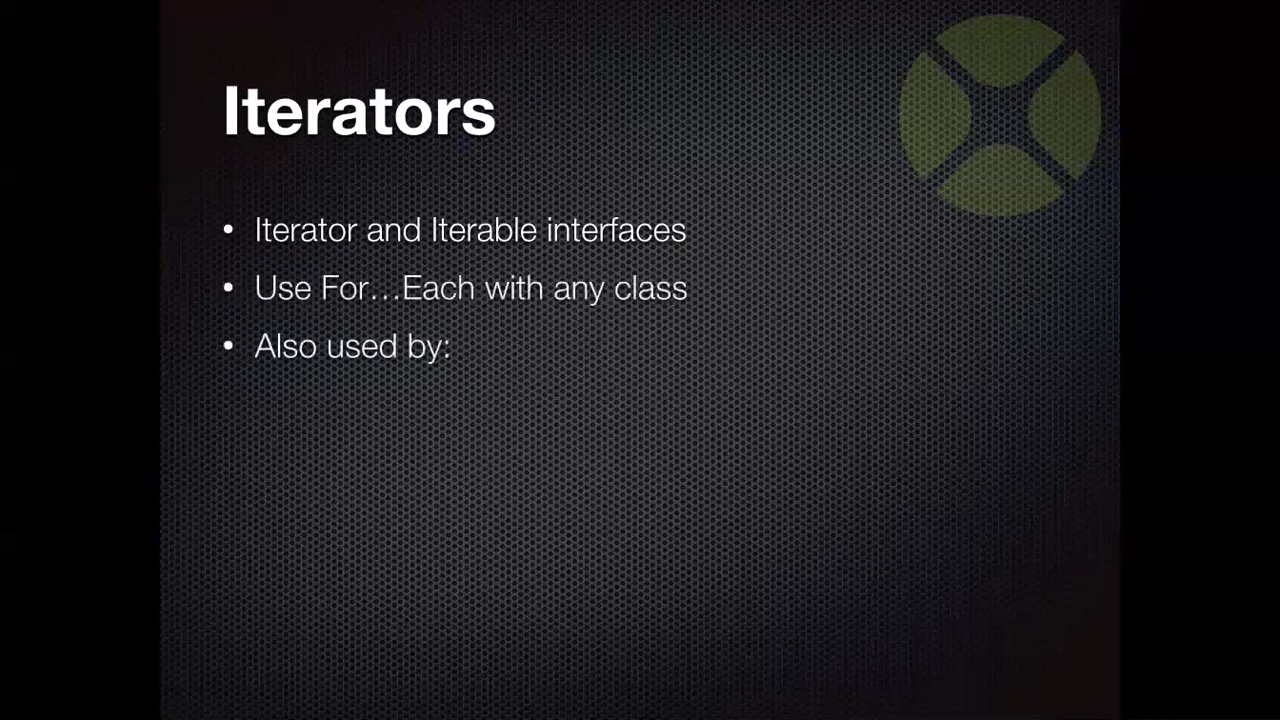 Iterators
• Iterator and Iterable interfaces
• Use For…Each with any class
• Also used by: